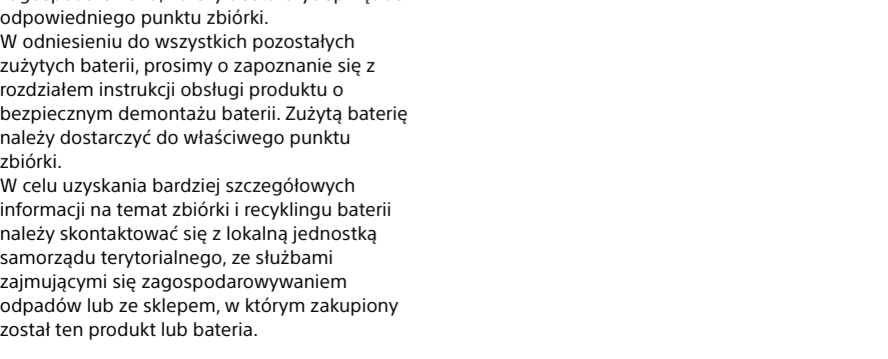 odpowiedniego punktu zbiórki.
W odniesieniu do wszystkich pozostałych
zużytych baterii, prosimy o zapoznanie się z
rozdziałem instrukcji obsługi produktu o
bezpiecznym demontażu baterii. Zużytą baterię
należy dostarczyć do właściwego punktu
zbiórki.
W celu uzyskania bardziej szczegółowych
informacji na temat zbiórki i recyklingu baterii
należy skontaktować się z lokalną jednostką
samorządu terytorialnego, ze służbami
zajmującymi się zagospodarowywaniem
odpadów lub ze sklepem, w którym zakupiony
został ten produkt lub bateria.